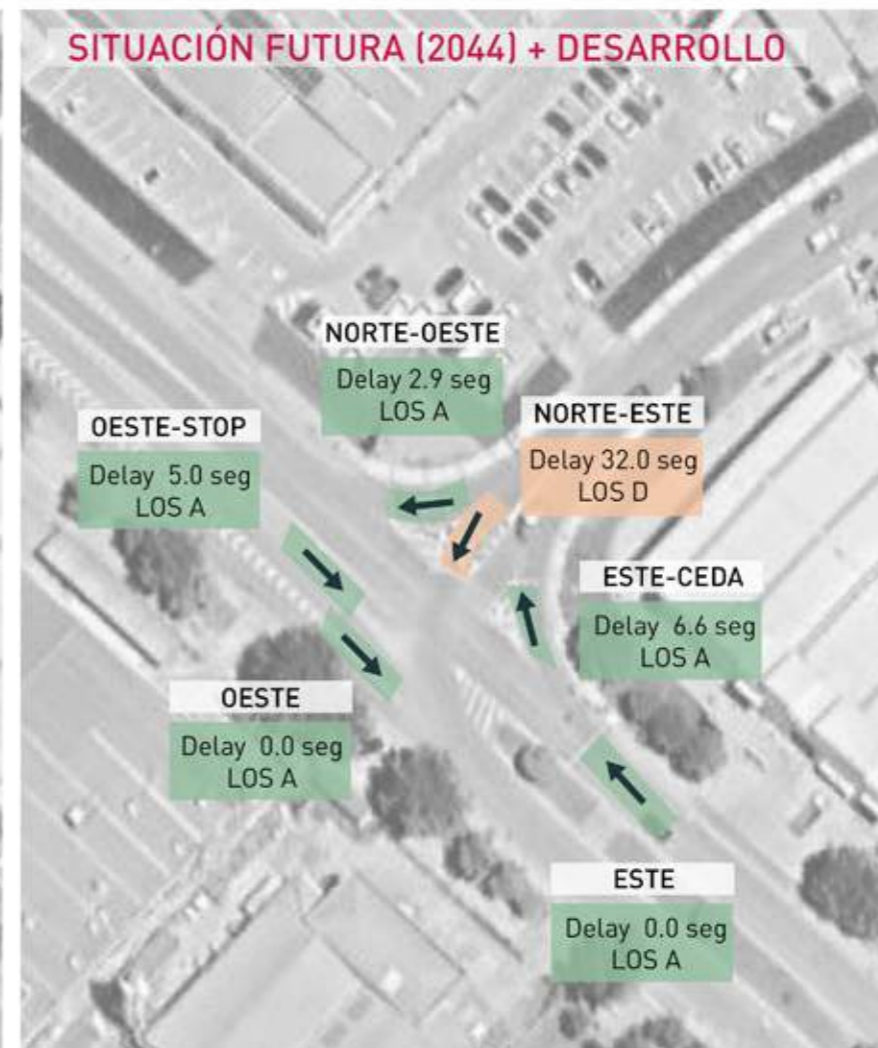 SITUACIÓN FUTURA (2044) + DESARROLLO
NORTE-OESTE
Delay 2.9 seg
LOS A
NORTE-ESTE
Delay 32.0 seg
LOS D
OESTE-STOP
Delay 5.0 seg
LOS A
ESTE-CEDA
Delay 6.6 seg
LOS A
OESTE
Delay 0.0 seg
LOS A
ESTE
Delay 0.0 seg
LOS A